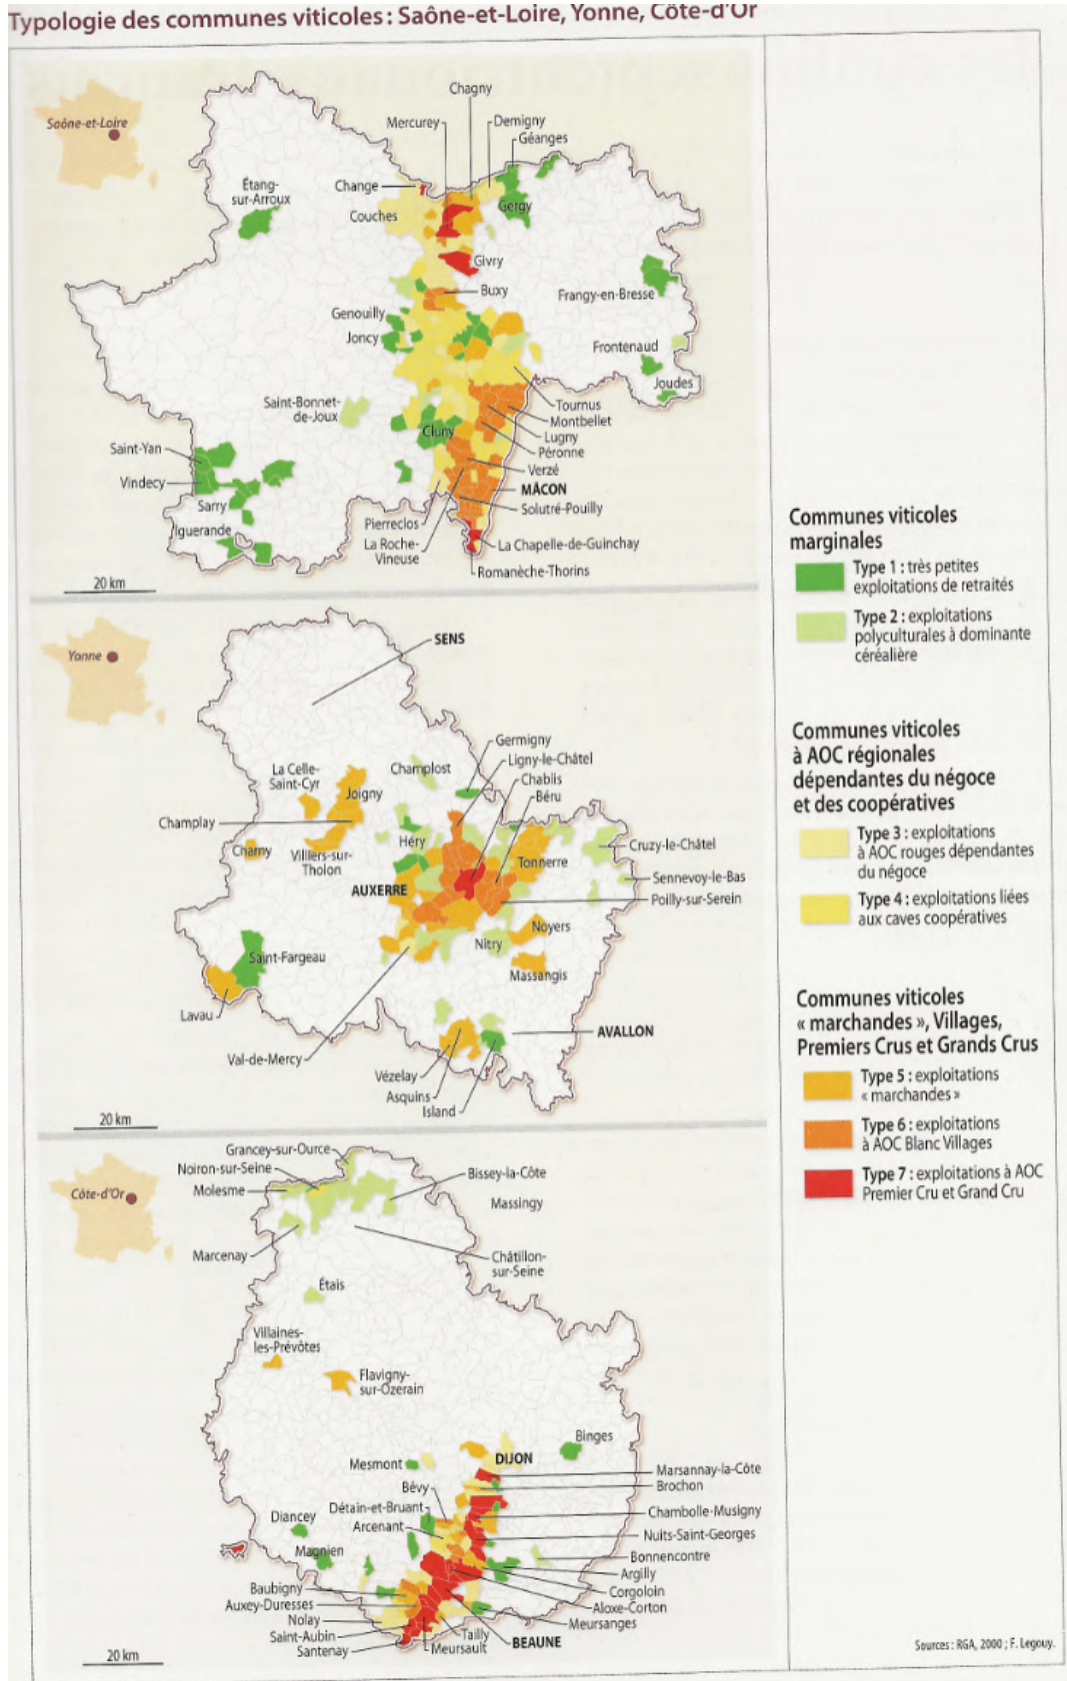 Typologie des communes viticoles : Saône-et-Loire, Yonne, Côte-d'Or
Saône-et-Loire
Chagny
Mercurey
Demigny
Géanges
Change
Étang-
sur-Arroux
Couches
Gergy
Givry
Buxy
Frangy-en-Bresse
Genouilly
Joncy
Frontenaud
Joudes
Saint-Bonnet-
de-Joux
Tournus
Montbellet
Cluny
Lugny
Péronne
Saint-Yan
Verzé
Vindecy
MÂCON
Sarry
Solutré-Pouilly
Pierreclos
Iguerande
La Roche-
Vineuse
La Chapelle-de-Guinchay
Romanèche-Thorins
20 km
Yonne
SENS
Germigny
Ligny-le-Châtel
La Celle-
Saint-Cyr
Champlost
Chablis
Joigny
Béru
Champlay
Héry
Cruzy-le-Châtel
Charny
Villiers-sur-
Tholon
Tonnerre
AUXERRE
Sennevoy-le-Bas
Poilly-sur-Serein
Noyers
Nitry
Saint-Fargeau
Massangis
Lavau
AVALLON
Val-de-Mercy
Vézelay
Asquins
Island
20 km
Côte-d'Or
Grancey-sur-Ource
Noiron-sur-Seine
Bissey-la-Côte
Molesme
Massingy
Marcenay
Châtillon-
sur-Seine
Étais
Villaines-
les-Prévôtes
Flavigny-
sur-Ozerain
Binges
Mesmont
DIJON
Marsannay-la-Côte
Bévy
Brochon
Détain-et-Bruant
Chambolle-Musigny
Diancey
Arcenant
Nuits-Saint-Georges
Magnien
Bonnencontre
Argilly
Baubigny
Corgoloin
Auxey-Duresses
Aloxe-Corton
Nolay
Meursanges
Saint-Aubin
Tailly
Santenay
Meursault
BEAUNE
20 km
Communes viticoles
marginales
Type 1 : très petites
exploitations de retraités
Type 2 : exploitations
polyculturales à dominante
céréalière
Communes viticoles
à AOC régionales
dépendantes du négoce
et des coopératives
Type 3 : exploitations
à AOC rouges dépendantes
du négoce
Type 4 : exploitations liées
aux caves coopératives
Communes viticoles
« marchandes », Villages,
Premiers Crus et Grands Crus
Type 5 : exploitations
« marchandes »
Type 6 : exploitations
à AOC Blanc Villages
Type 7 : exploitations à AOC
Premier Cru et Grand Cru
Sources : RGA, 2000 ; F. Legouy.